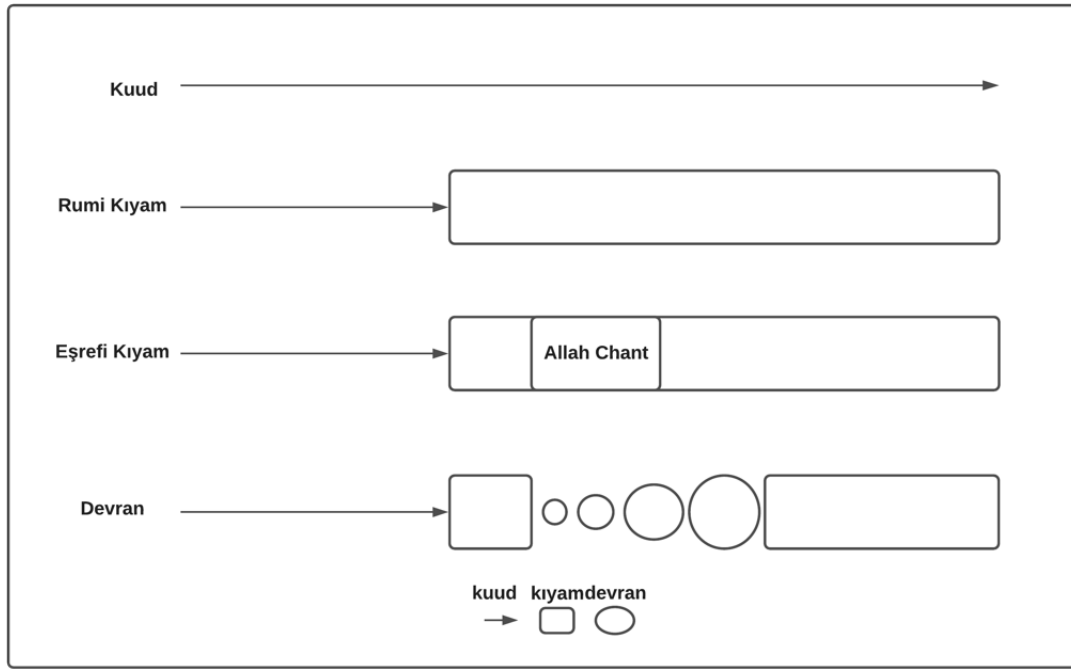 Kuud
Rumi Kıyam
Eşrefi Kıyam
Allah Chant
Devran
kuud kıyamdevran